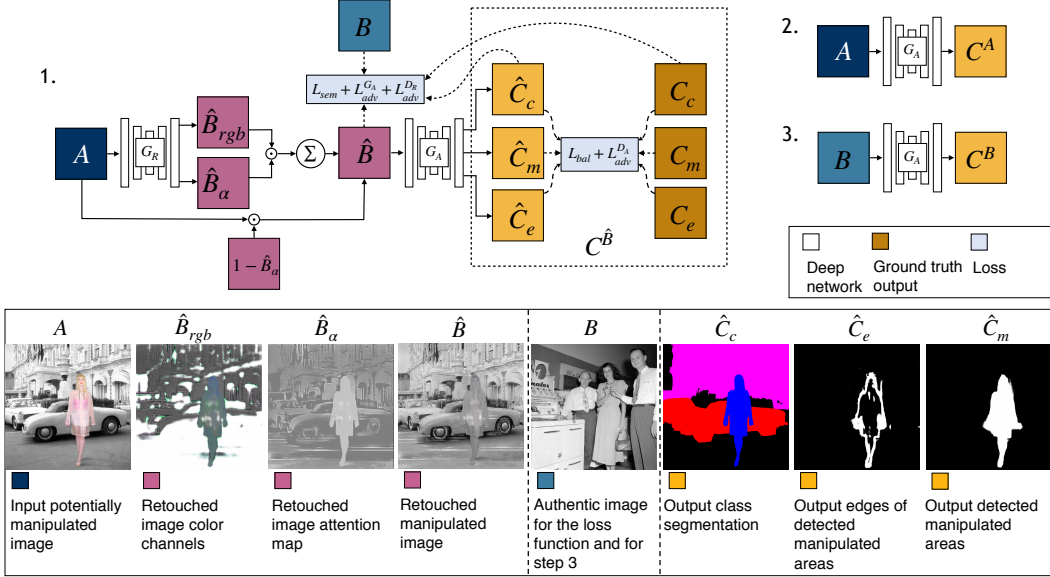 1.
A
G_R
B̂_rgb
B̂_α
1 − B̂_α
Σ
B̂
B
L_sem + L_adv^{G_A} + L_adv^{D_R}
G_A
Ĉ_c
Ĉ_m
Ĉ_e
L_bal + L_adv^{D_A}
C_c
C_m
C_e
C^B̂
2.
A
G_A
C^A
3.
B
G_A
C^B
Deep
network
Ground truth
output
Loss
A
B̂_rgb
B̂_α
B̂
B
Ĉ_c
Ĉ_e
Ĉ_m
Input potentially
manipulated
image
Retouched
image color
channels
Retouched
image attention
map
Retouched
manipulated
image
Authentic image
for the loss
function and for
step 3
Output class
segmentation
Output edges of
detected
manipulated
areas
Output detected
manipulated
areas